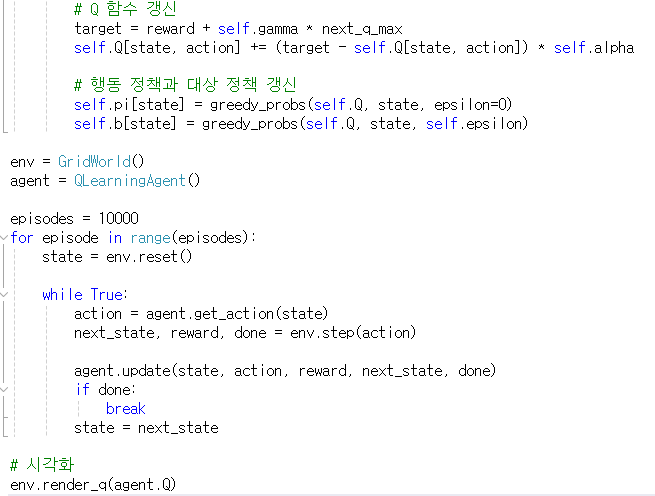 # Q 함수 갱신
target = reward + self.gamma * next_q_max
self.Q[state, action] += (target - self.Q[state, action]) * self.alpha
# 행동 정책과 대상 정책 갱신
self.pi[state] = greedy_probs(self.Q, state, epsilon=0)
self.b[state] = greedy_probs(self.Q, state, self.epsilon)
env = GridWorld()
agent = QLearningAgent()
episodes = 10000
for episode in range(episodes):
state = env.reset()
while True:
action = agent.get_action(state)
next_state, reward, done = env.step(action)
agent.update(state, action, reward, next_state, done)
if done:
break
state = next_state
# 시각화
env.render_q(agent.Q)